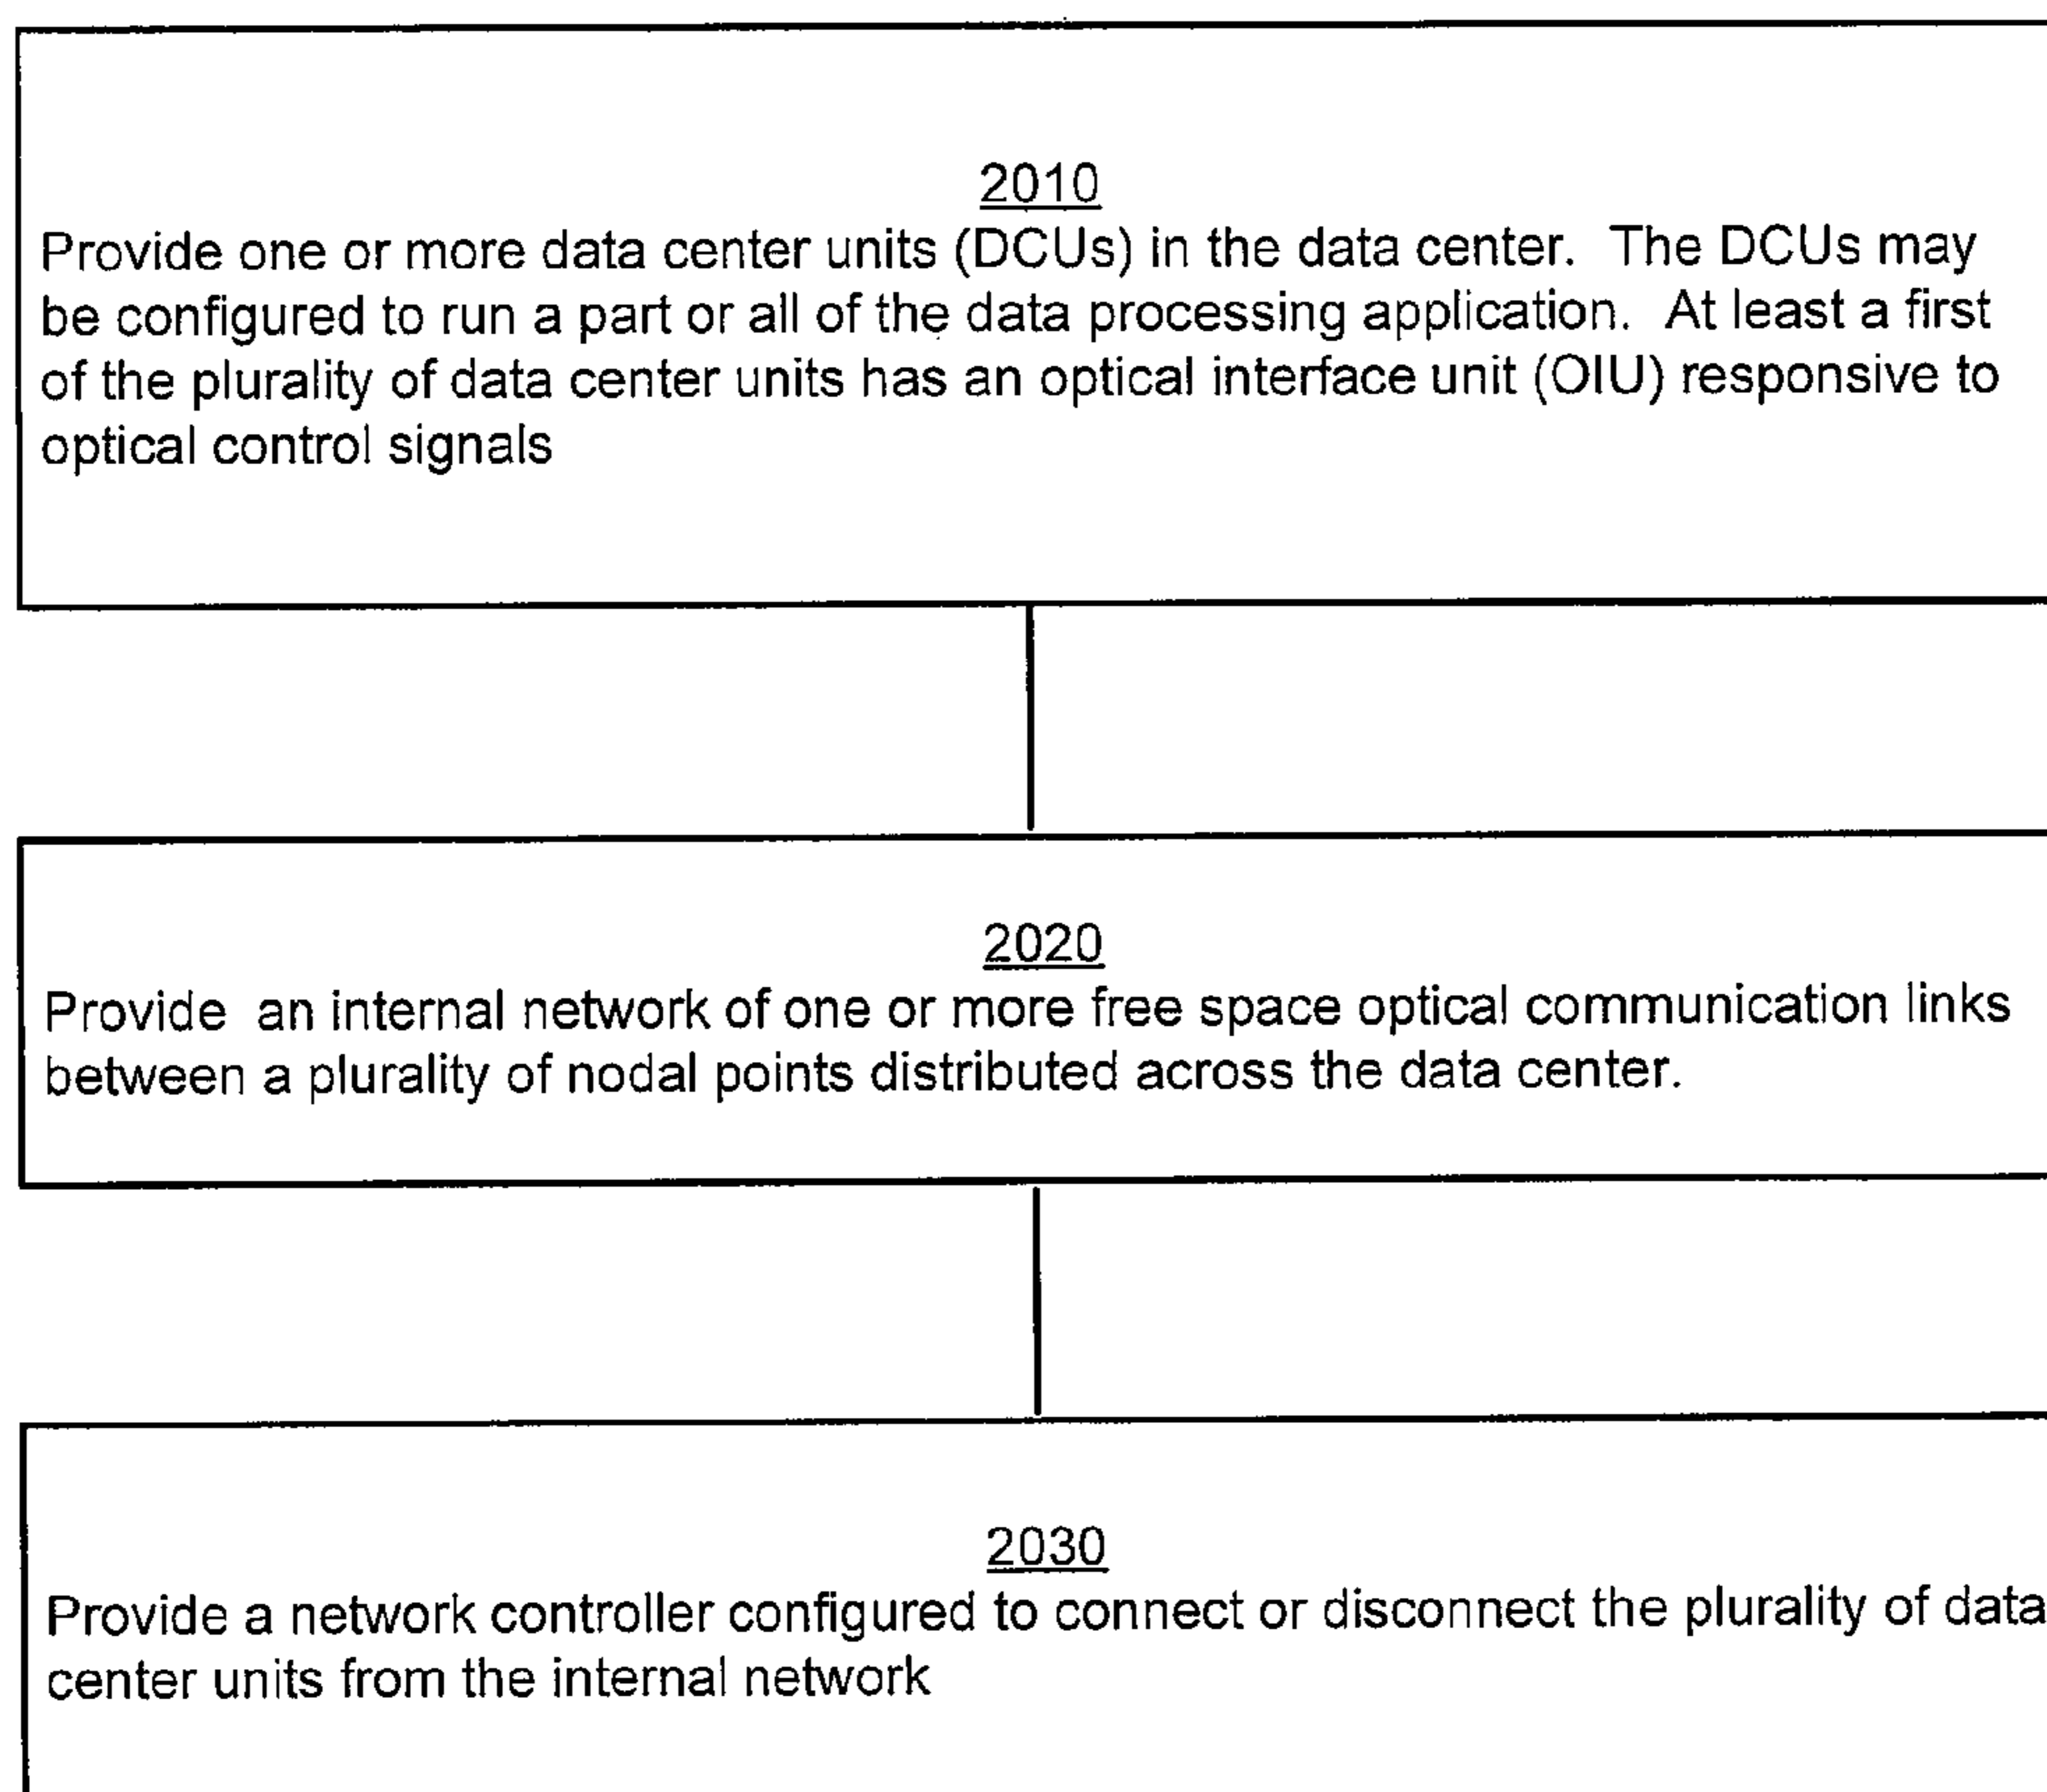 2010
Provide one or more data center units (DCUs) in the data center. The DCUs may
be configured to run a part or all of the data processing application. At least a first
of the plurality of data center units has an optical interface unit (OIU) responsive to
optical control signals
2020
Provide an internal network of one or more free space optical communication links
between a plurality of nodal points distributed across the data center.
2030
Provide a network controller configured to connect or disconnect the plurality of data
center units from the internal network